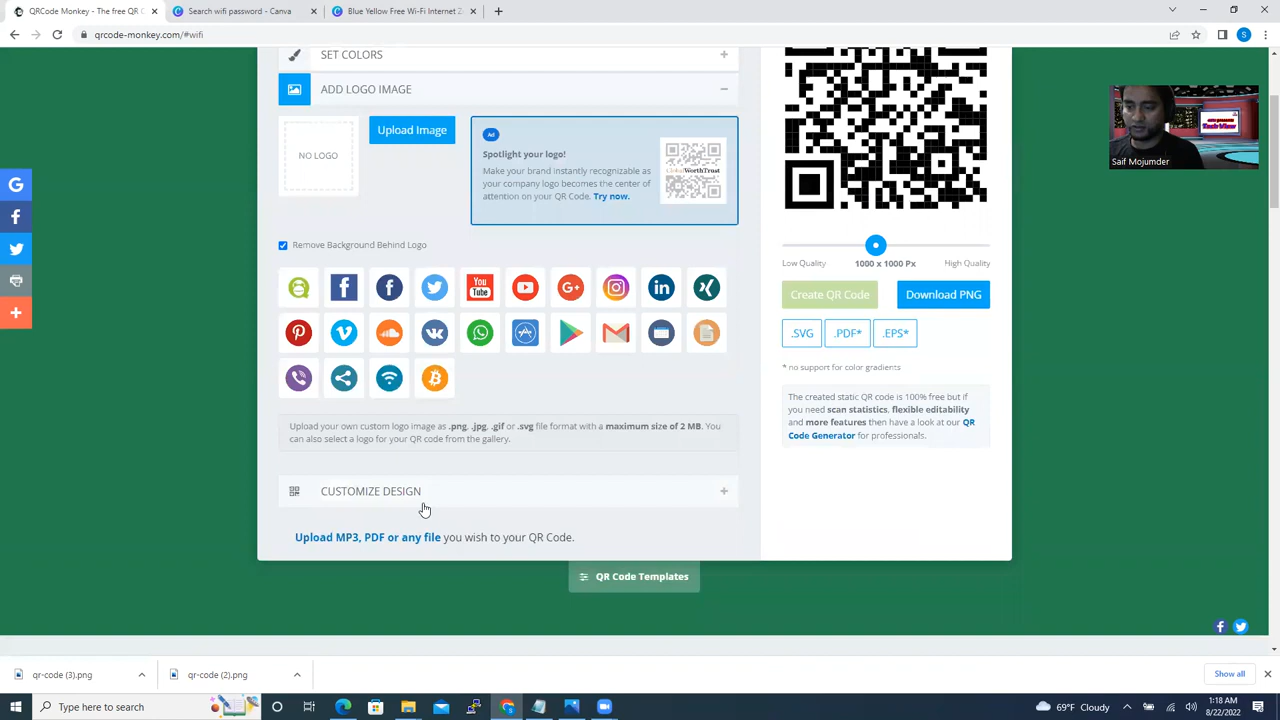 QRCode Monkey - The free QR C
Search wifi password - Canva
Blue Yellow Free Wi-Fi Internet Z
qrcode-monkey.com/#wifi
S
SET COLORS
ADD LOGO IMAGE
NO LOGO
Upload Image
Ad
Spotlight your logo!
Make your brand instantly recognizable as
your company logo becomes the center of
attention on your QR Code. Try now.
Remove Background Behind Logo
You
Tube
Upload your own custom logo image as .png, .jpg, .gif or .svg file format with a maximum size of 2 MB. You
can also select a logo for your QR code from the gallery.
CUSTOMIZE DESIGN
Upload MP3, PDF or any file you wish to your QR Code.
QR Code Templates
Low Quality
1000 x 1000 Px
High Quality
Create QR Code
Download PNG
.SVG
.PDF*
.EPS*
* no support for color gradients
The created static QR code is 100% free but if
you need scan statistics, flexible editability
and more features then have a look at our QR
Code Generator for professionals.
Tech View
Saif Mojumder
qr-code (3).png
qr-code (2).png
Show all
Type here to search
69°F Cloudy
1:18 AM
8/22/2022